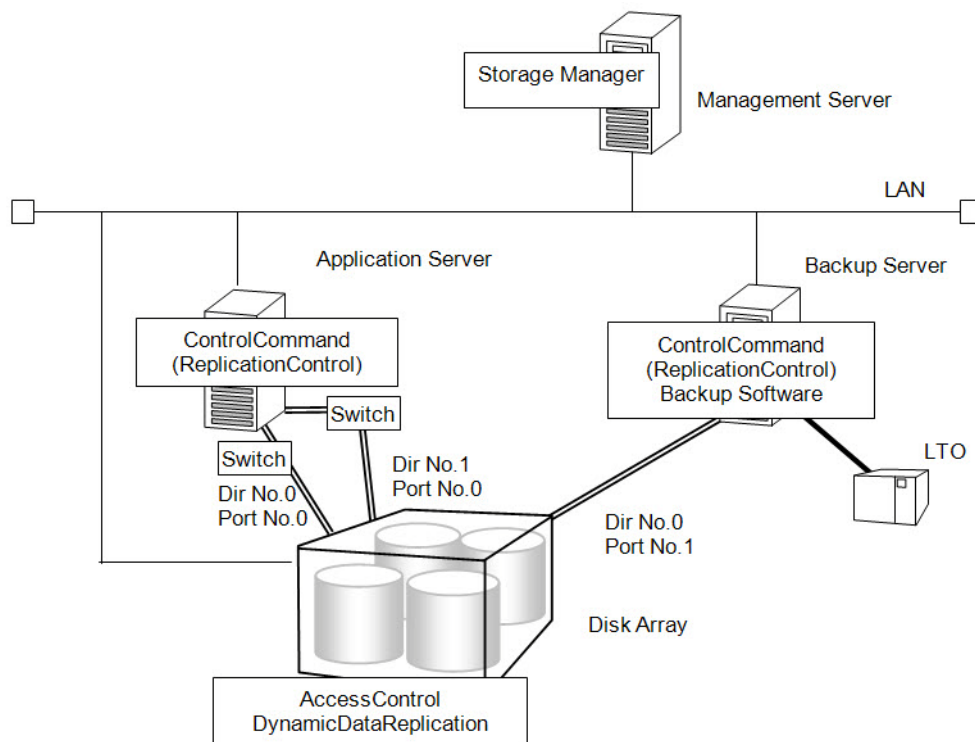 Storage Manager
Management Server
LAN
Application Server
Backup Server
ControlCommand
(ReplicationControl)
ControlCommand
(ReplicationControl)
Backup Software
Switch
Switch
LTO
Dir No.1
Port No.0
Dir No.0
Port No.0
Dir No.0
Port No.1
Disk Array
AccessControl
DynamicDataReplication